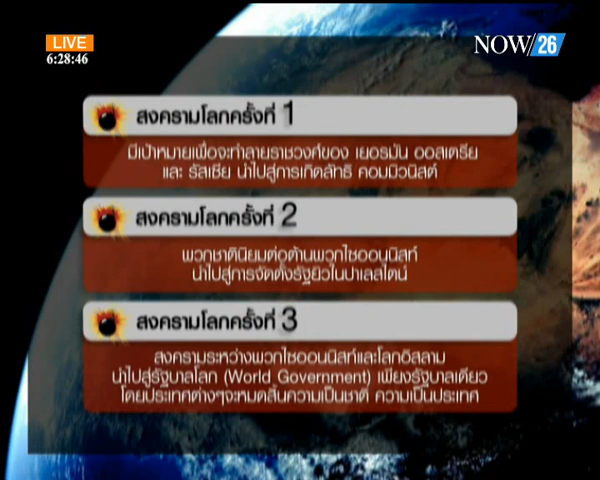 LIVE
6:28:46
NOW/26
สงครามโลกครั้งที่ 1
มีเป้าหมายเพื่อจะทำลายราชวงศ์ของ เยอรมัน ออสเตรีย
และ รัสเซีย นำไปสู่การเกิดลัทธิ คอมมิวนิสต์
สงครามโลกครั้งที่ 2
พวกชาตินิยมต่อต้านพวกไซออนนิสท์
นำไปสู่การจัดตั้งรัฐยิวในปาเลสไตน์
สงครามโลกครั้งที่ 3
สงครามระหว่างพวกไซออนนิสท์และโลกอิสลาม
นำไปสู่รัฐบาลโลก (World Government) เพียงรัฐบาลเดียว
โดยประเทศต่างๆจะหมดสิ้นความเป็นชาติ ความเป็นประเทศ